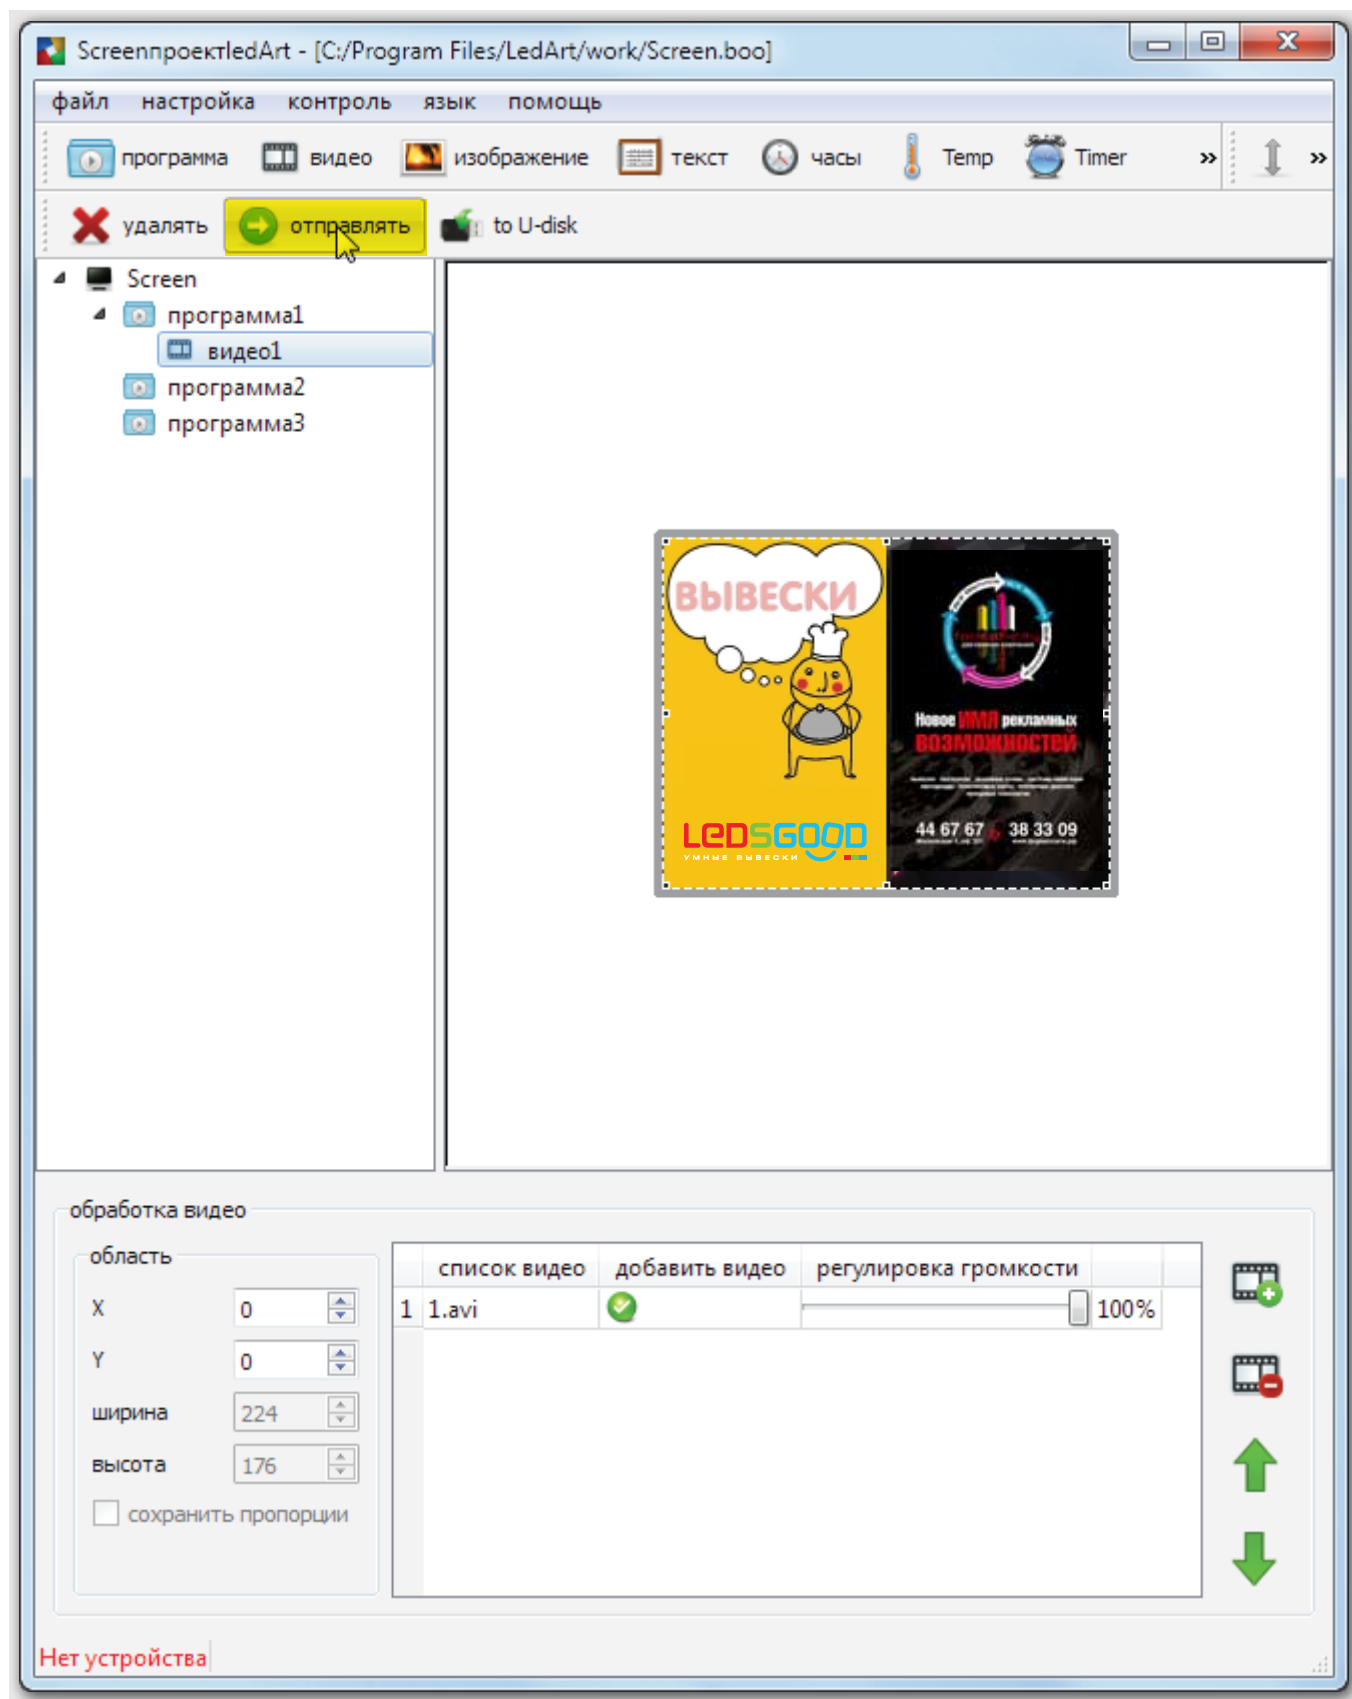 ScreenпроектledArt - [C:/Program Files/LedArt/work/Screen.boo]
файл настройка контроль язык помощь
программа видео изображение текст часы Temp Timer » »
удалять отправлять to U-disk
Screen
программа1
видео1
программа2
программа3
ВЫВЕСКИ
LEDSGOOD
УМНЫЕ ВЫВЕСКИ
Новое ИМЯ рекламных
ВОЗМОЖНОСТЕЙ
44 67 67 38 33 09
обработка видео
область
X 0
Y 0
ширина 224
высота 176
сохранить пропорции
список видео добавить видео регулировка громкости
1 1.avi 100%
Нет устройства